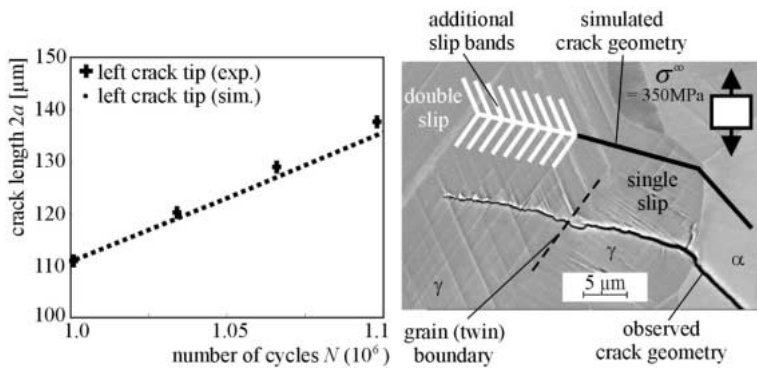 150
140
130
120
110
100
crack length 2a [µm]
left crack tip (exp.)
left crack tip (sim.)
1.0
1.05
1.1
number of cycles N (10⁶)
additional
slip bands
simulated
crack geometry
double
slip
σ∞
= 350MPa
single
slip
γ
γ
α
5 µm
grain (twin)
boundary
observed
crack geometry